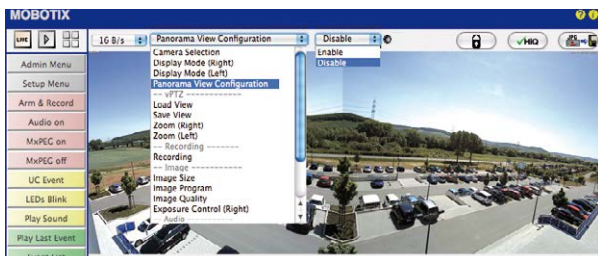 MOBOTIX
LIVE
16 B/s
Panorama View Configuration
Disable
HIQ
JPG
Camera Selection
Display Mode (Right)
Display Mode (Left)
Panorama View Configuration
-- vPTZ ------------
Load View
Save View
Zoom (Right)
Zoom (Left)
-- Recording --------
Recording
-- Image ------------
Image Size
Image Program
Image Quality
Exposure Control (Right)
-- Audio ------------
Enable
Disable
Admin Menu
Setup Menu
Arm & Record
Audio on
MxPEG on
MxPEG off
UC Event
LEDs Blink
Play Sound
Play Last Event